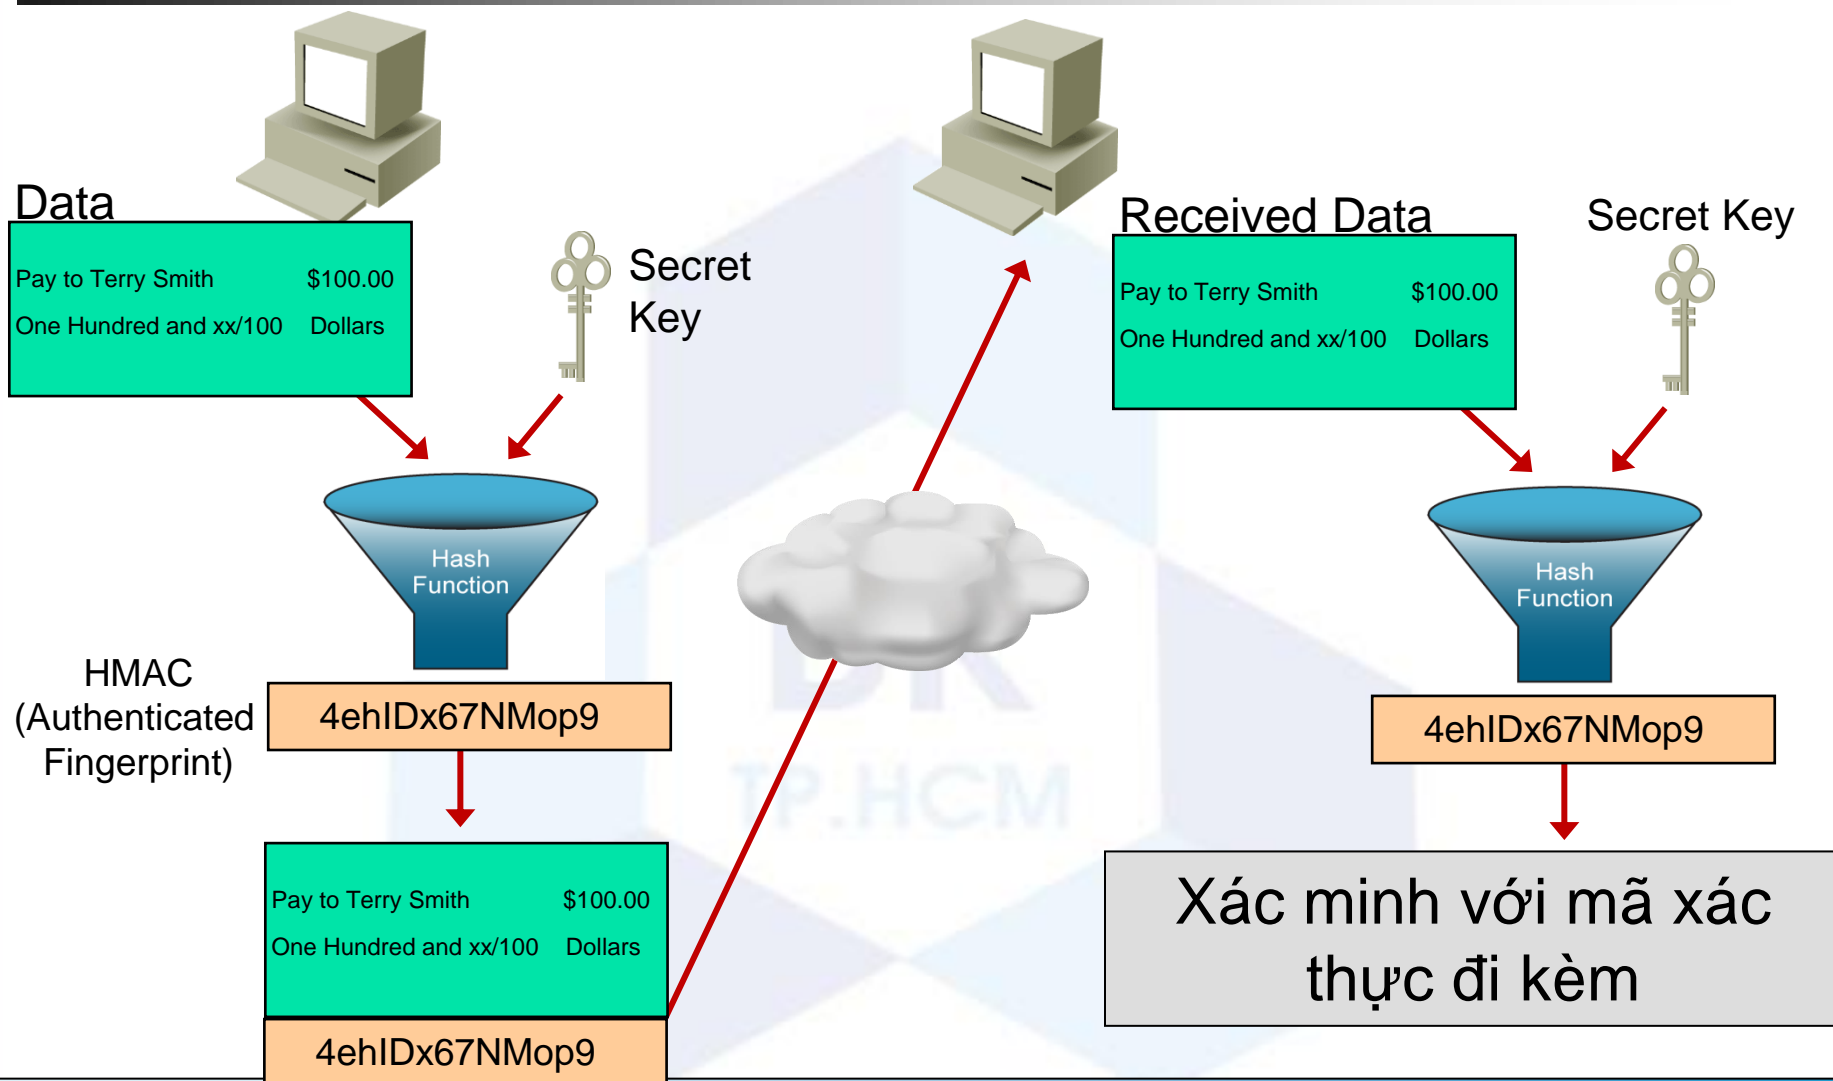 Data
Pay to Terry Smith $100.00
One Hundred and xx/100 Dollars
Secret
Key
Hash
Function
HMAC
(Authenticated
Fingerprint)
4ehIDx67NMop9
Pay to Terry Smith $100.00
One Hundred and xx/100 Dollars
4ehIDx67NMop9
Received Data
Secret Key
Pay to Terry Smith $100.00
One Hundred and xx/100 Dollars
Hash
Function
4ehIDx67NMop9
Xác minh với mã xác
thực đi kèm
BK
TP.HCM